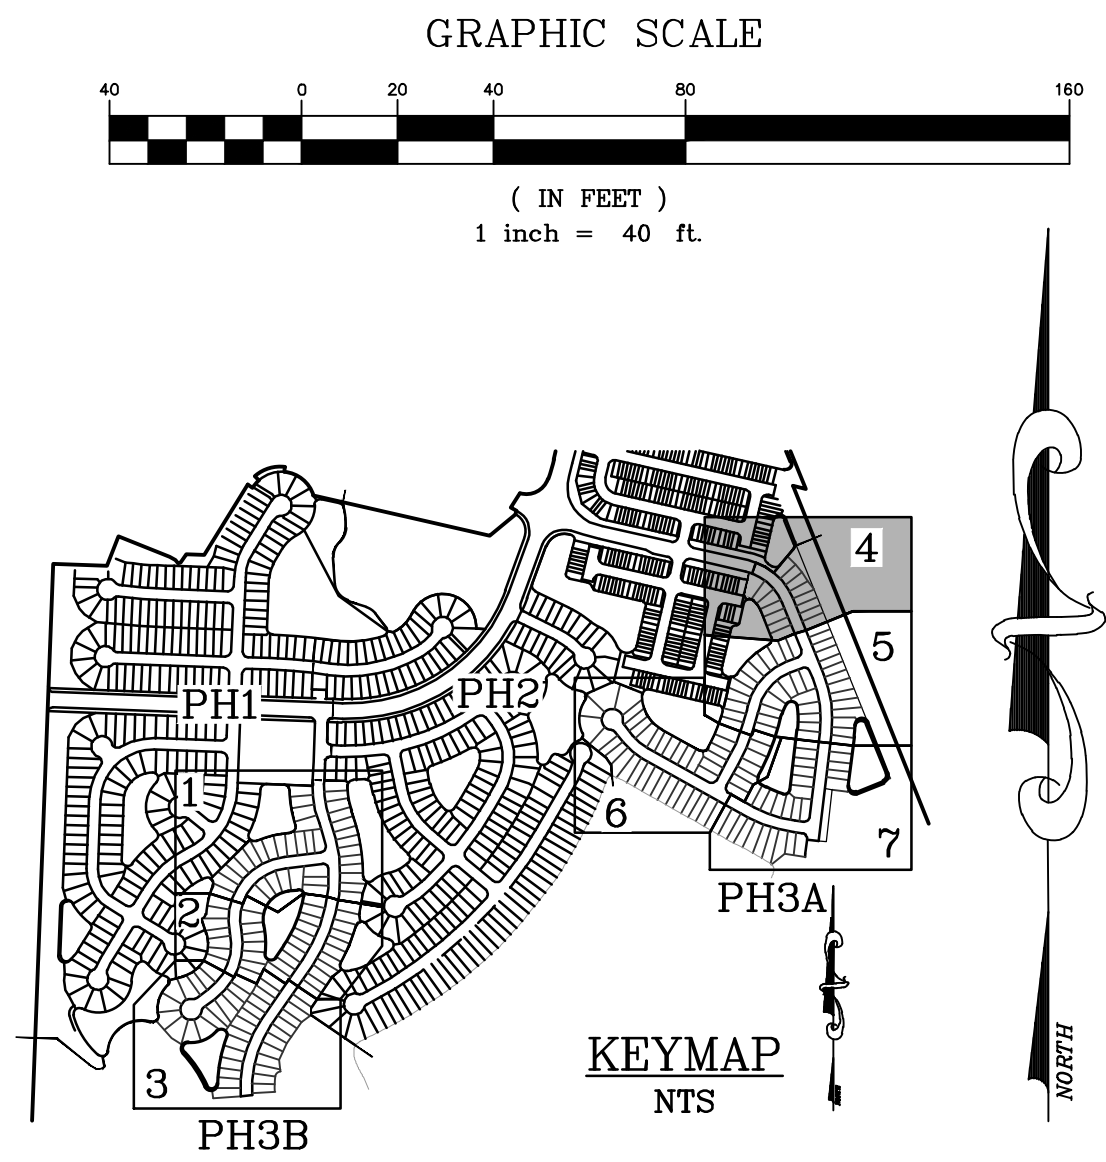 GRAPHIC SCALE
40 0 20 40 80 160
( IN FEET )
1 inch = 40 ft.
4
5
PH1
PH2
1
6
7
PH3A
2
KEYMAP
NTS
NORTH
3
PH3B